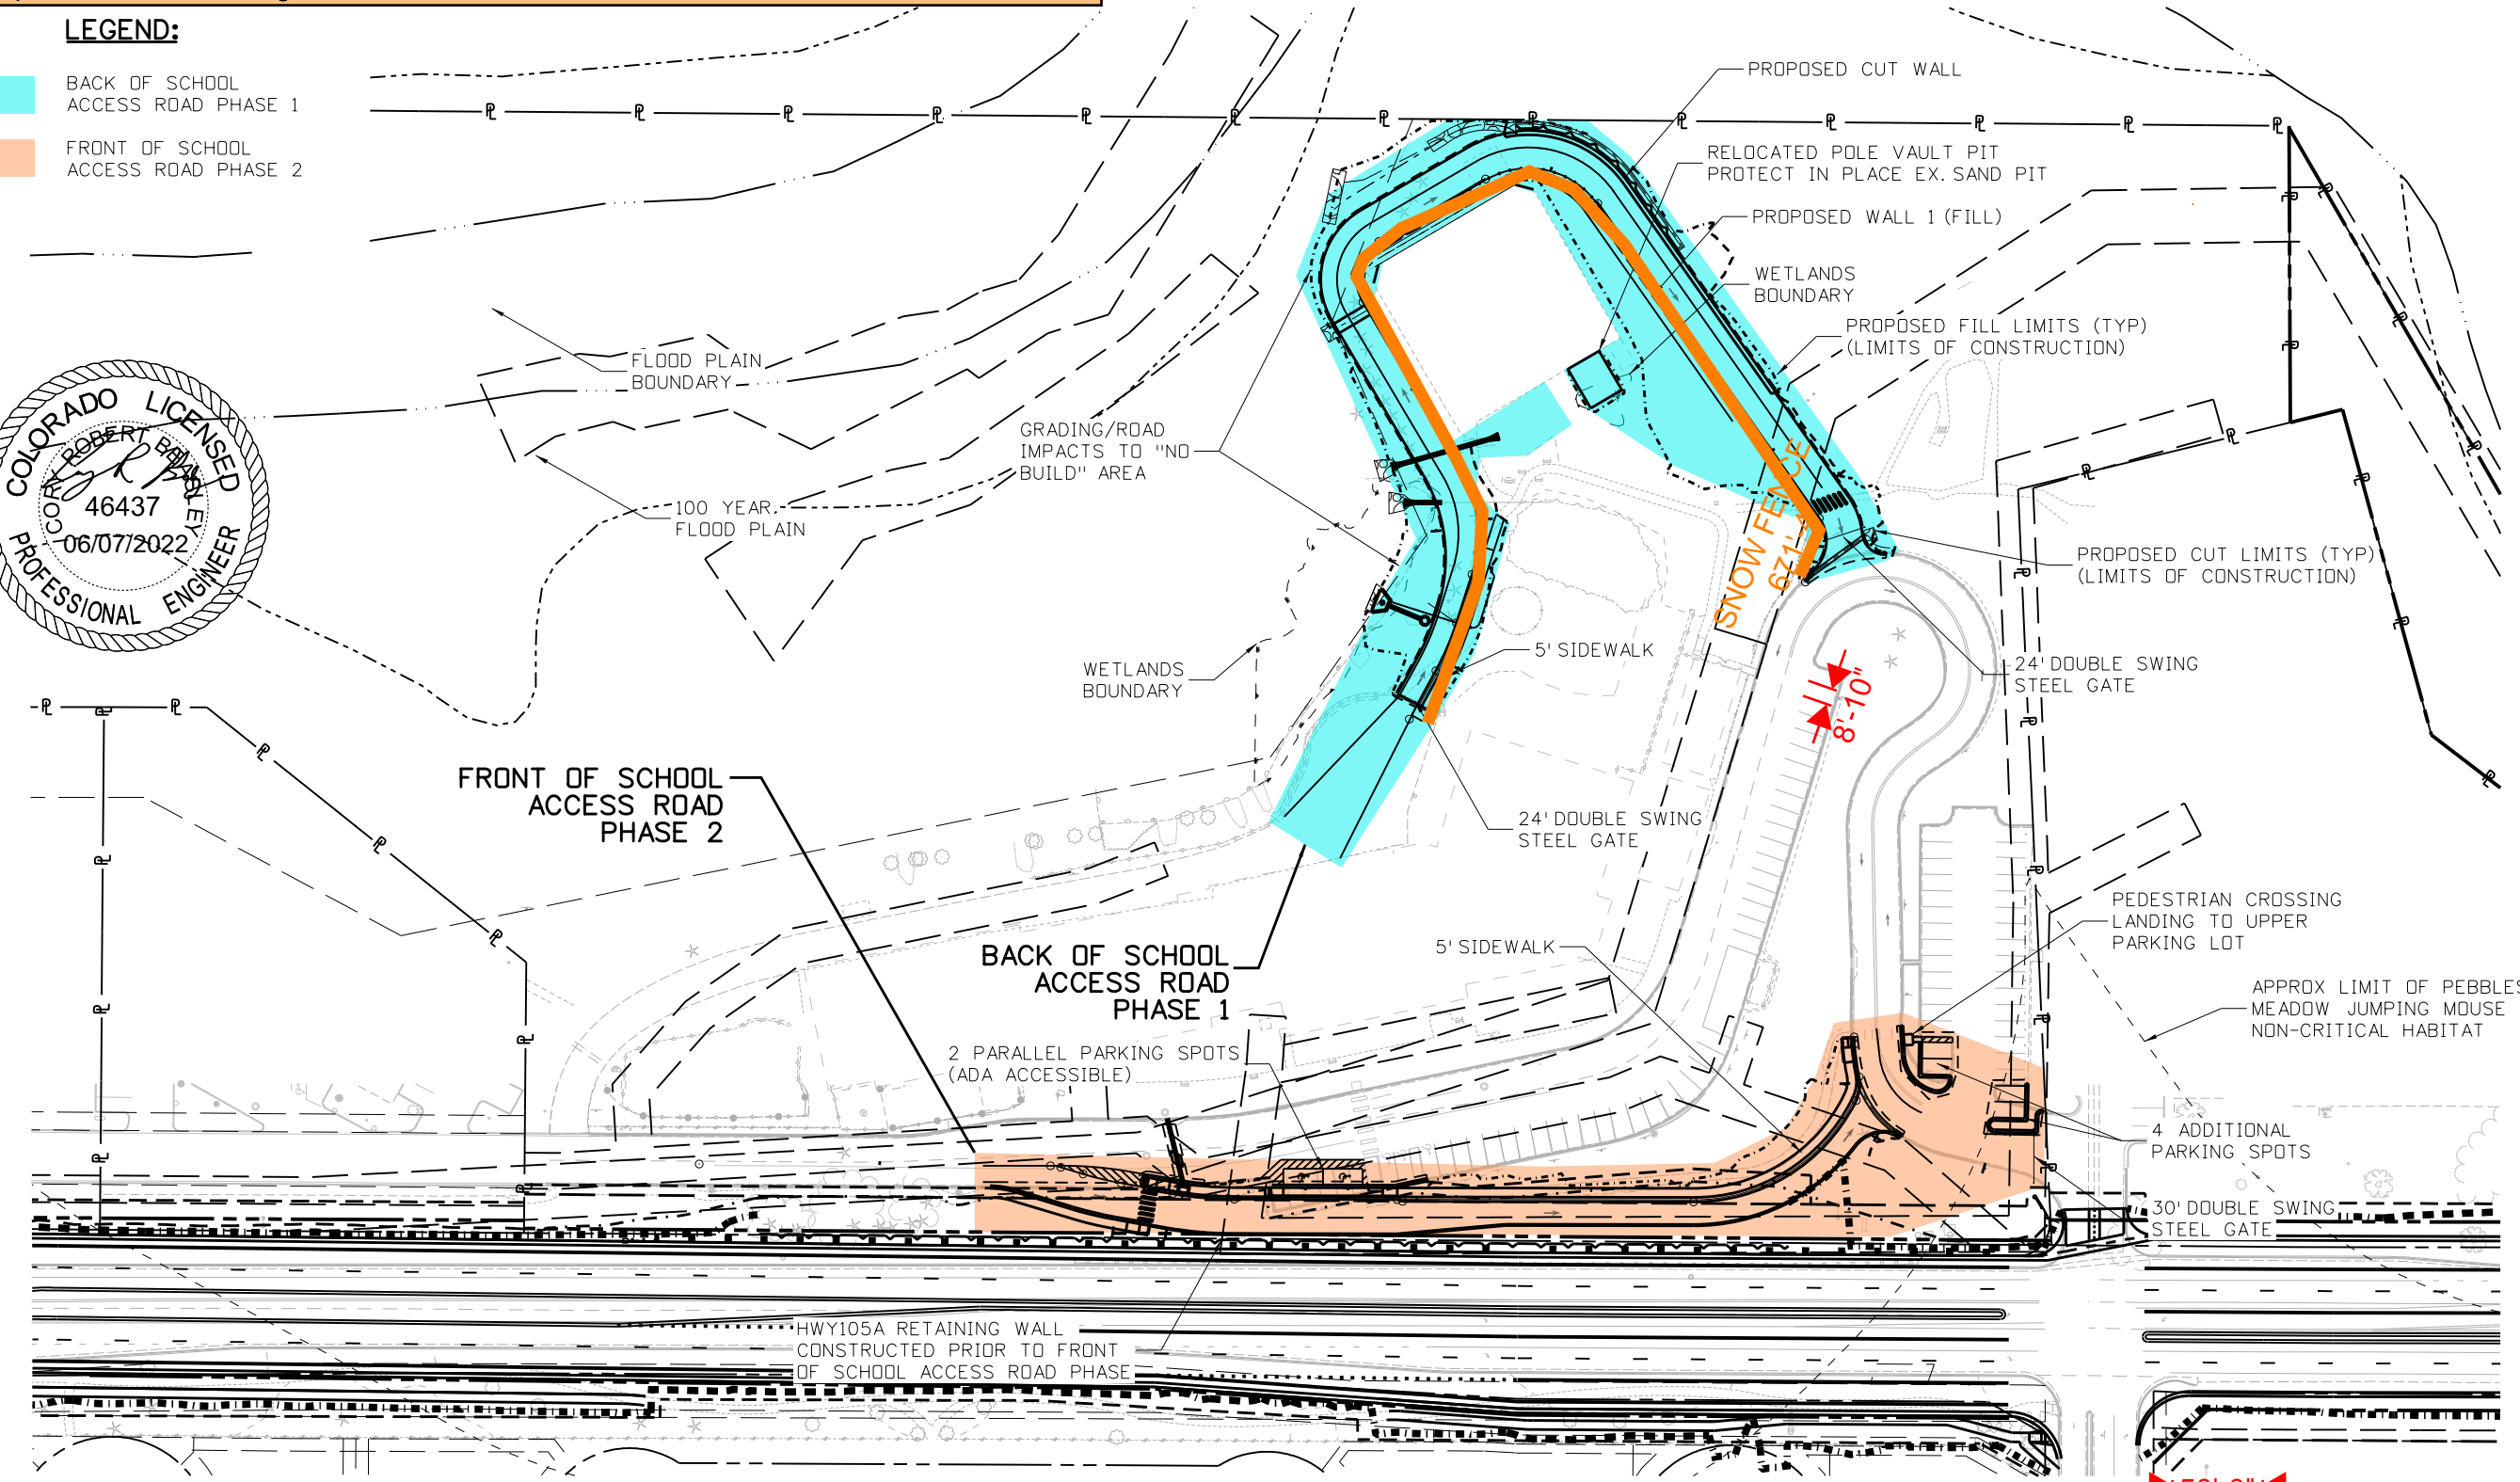 LEGEND:
BACK OF SCHOOL
ACCESS ROAD PHASE 1
FRONT OF SCHOOL
ACCESS ROAD PHASE 2
PROPOSED CUT WALL
RELOCATED POLE VAULT PIT
PROTECT IN PLACE EX. SAND PIT
PROPOSED WALL 1 (FILL)
WETLANDS
BOUNDARY
PROPOSED FILL LIMITS (TYP)
(LIMITS OF CONSTRUCTION)
FLOOD PLAIN
BOUNDARY
GRADING/ROAD
IMPACTS TO "NO
BUILD" AREA
100 YEAR
FLOOD PLAIN
COLORADO LICENSED
PROFESSIONAL ENGINEER
CORY ROBERT
46437
06/07/2022
SNOW FENCE
PROPOSED CUT LIMITS (TYP)
(LIMITS OF CONSTRUCTION)
WETLANDS
BOUNDARY
5' SIDEWALK
24' DOUBLE SWING
STEEL GATE
8'-10"
FRONT OF SCHOOL
ACCESS ROAD
PHASE 2
24' DOUBLE SWING
STEEL GATE
BACK OF SCHOOL
ACCESS ROAD
PHASE 1
5' SIDEWALK
PEDESTRIAN CROSSING
LANDING TO UPPER
PARKING LOT
APPROX LIMIT OF PEBBLES
MEADOW JUMPING MOUSE
NON-CRITICAL HABITAT
2 PARALLEL PARKING SPOTS
(ADA ACCESSIBLE)
4 ADDITIONAL
PARKING SPOTS
30' DOUBLE SWING
STEEL GATE
HWY105A RETAINING WALL
CONSTRUCTED PRIOR TO FRONT
OF SCHOOL ACCESS ROAD PHASE